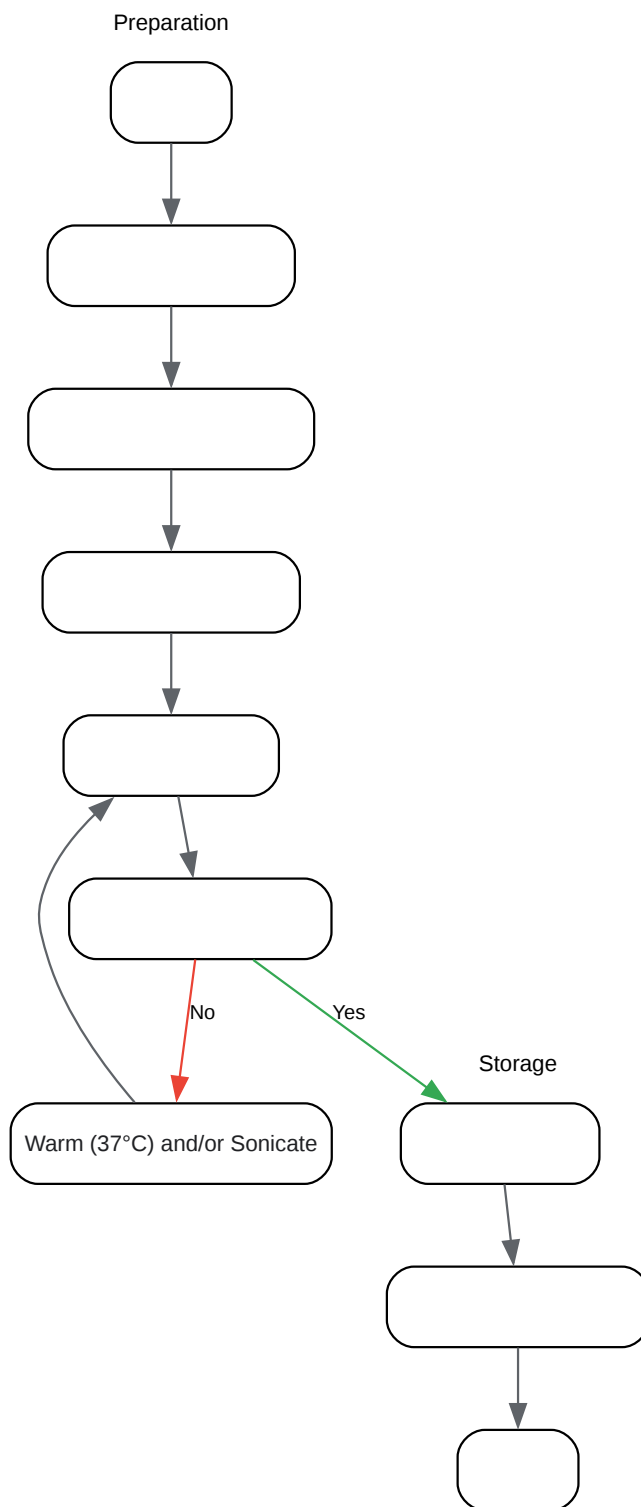 Preparation
No
Yes
Storage
Warm (37°C) and/or Sonicate